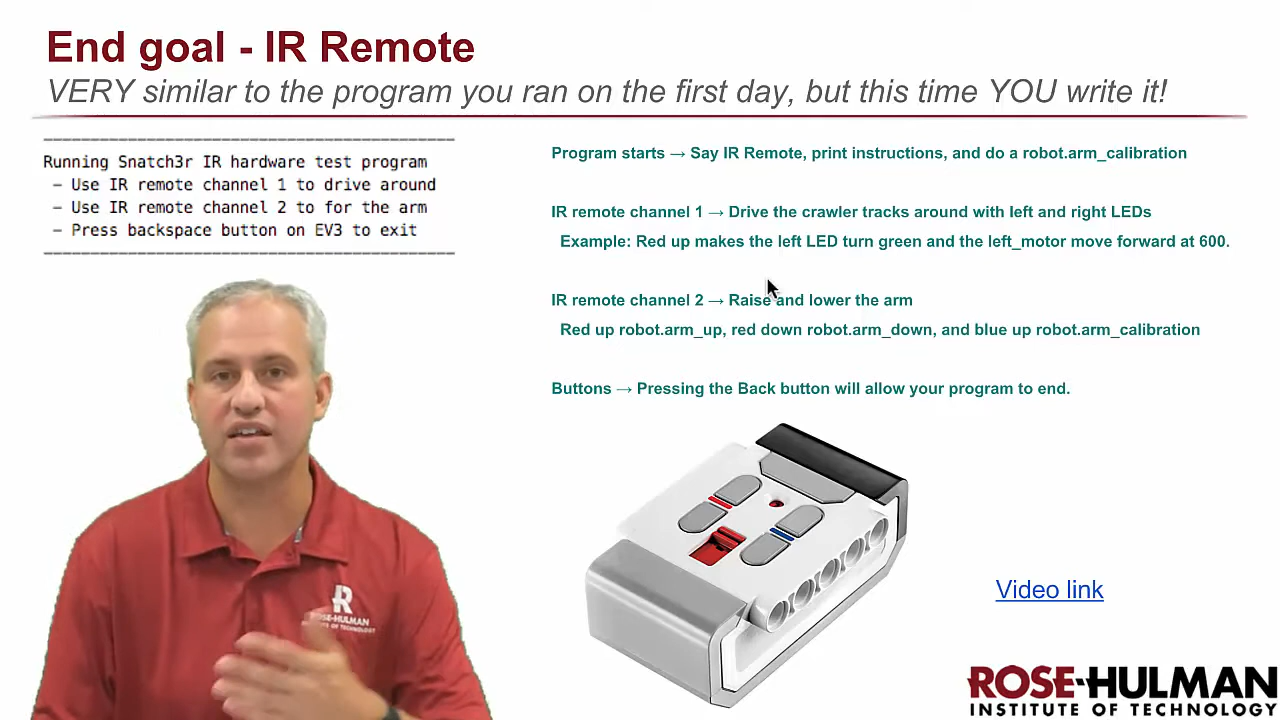 End goal - IR Remote
VERY similar to the program you ran on the first day, but this time YOU write it!
Running Snatch3r IR hardware test program
- Use IR remote channel 1 to drive around
- Use IR remote channel 2 to for the arm
- Press backspace button on EV3 to exit
Program starts → Say IR Remote, print instructions, and do a robot.arm_calibration
IR remote channel 1 → Drive the crawler tracks around with left and right LEDs
Example: Red up makes the left LED turn green and the left_motor move forward at 600.
IR remote channel 2 → Raise and lower the arm
Red up robot.arm_up, red down robot.arm_down, and blue up robot.arm_calibration
Buttons → Pressing the Back button will allow your program to end.
R
ROSE-HULMAN
INSTITUTE OF TECHNOLOGY
Video link
ROSE-HULMAN
INSTITUTE OF TECHNOLOGY